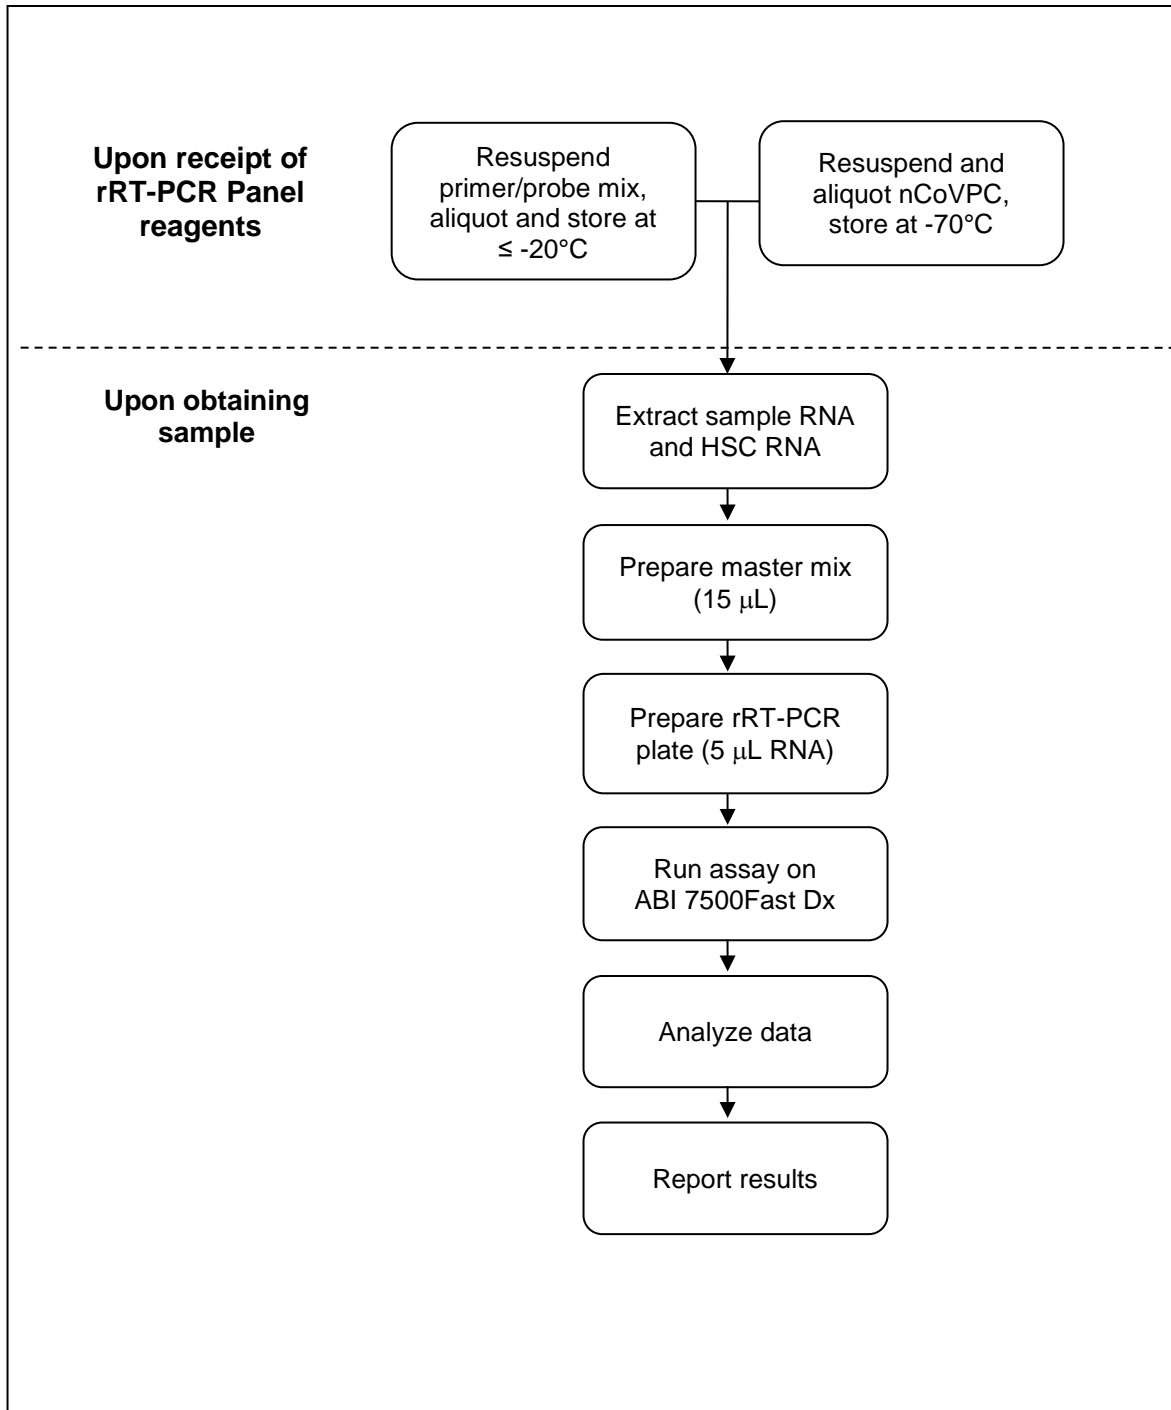 Upon receipt of
rRT-PCR Panel
reagents
Resuspend
primer/probe mix,
aliquot and store at
≤ -20°C
Resuspend and
aliquot nCoVPC,
store at -70°C
Upon obtaining
sample
Extract sample RNA
and HSC RNA
Prepare master mix
(15 μL)
Prepare rRT-PCR
plate (5 μL RNA)
Run assay on
ABI 7500Fast Dx
Analyze data
Report results